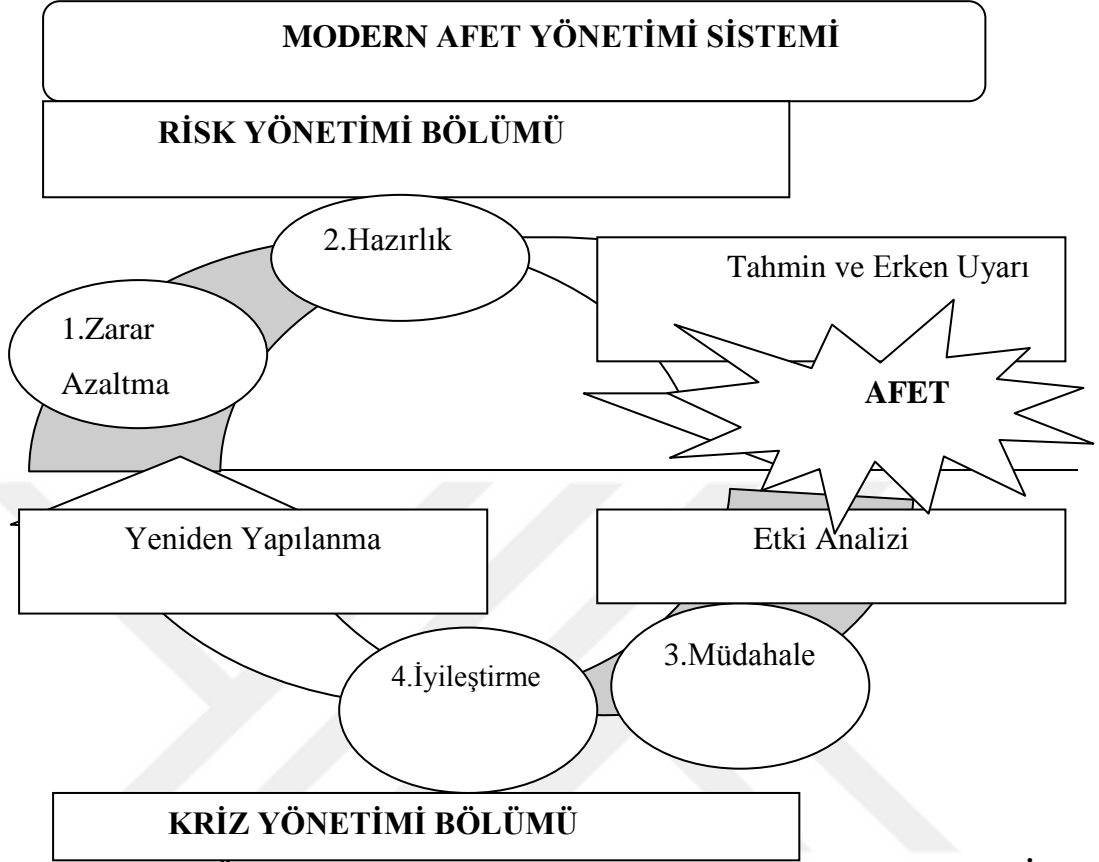 MODERN AFET YÖNETİMİ SİSTEMİ
RİSK YÖNETİMİ BÖLÜMÜ
2.Hazırlık
Tahmin ve Erken Uyarı
1.Zarar
Azaltma
AFET
Yeniden Yapılanma
Etki Analizi
3.Müdahale
4.İyileştirme
KRİZ YÖNETİMİ BÖLÜMÜ